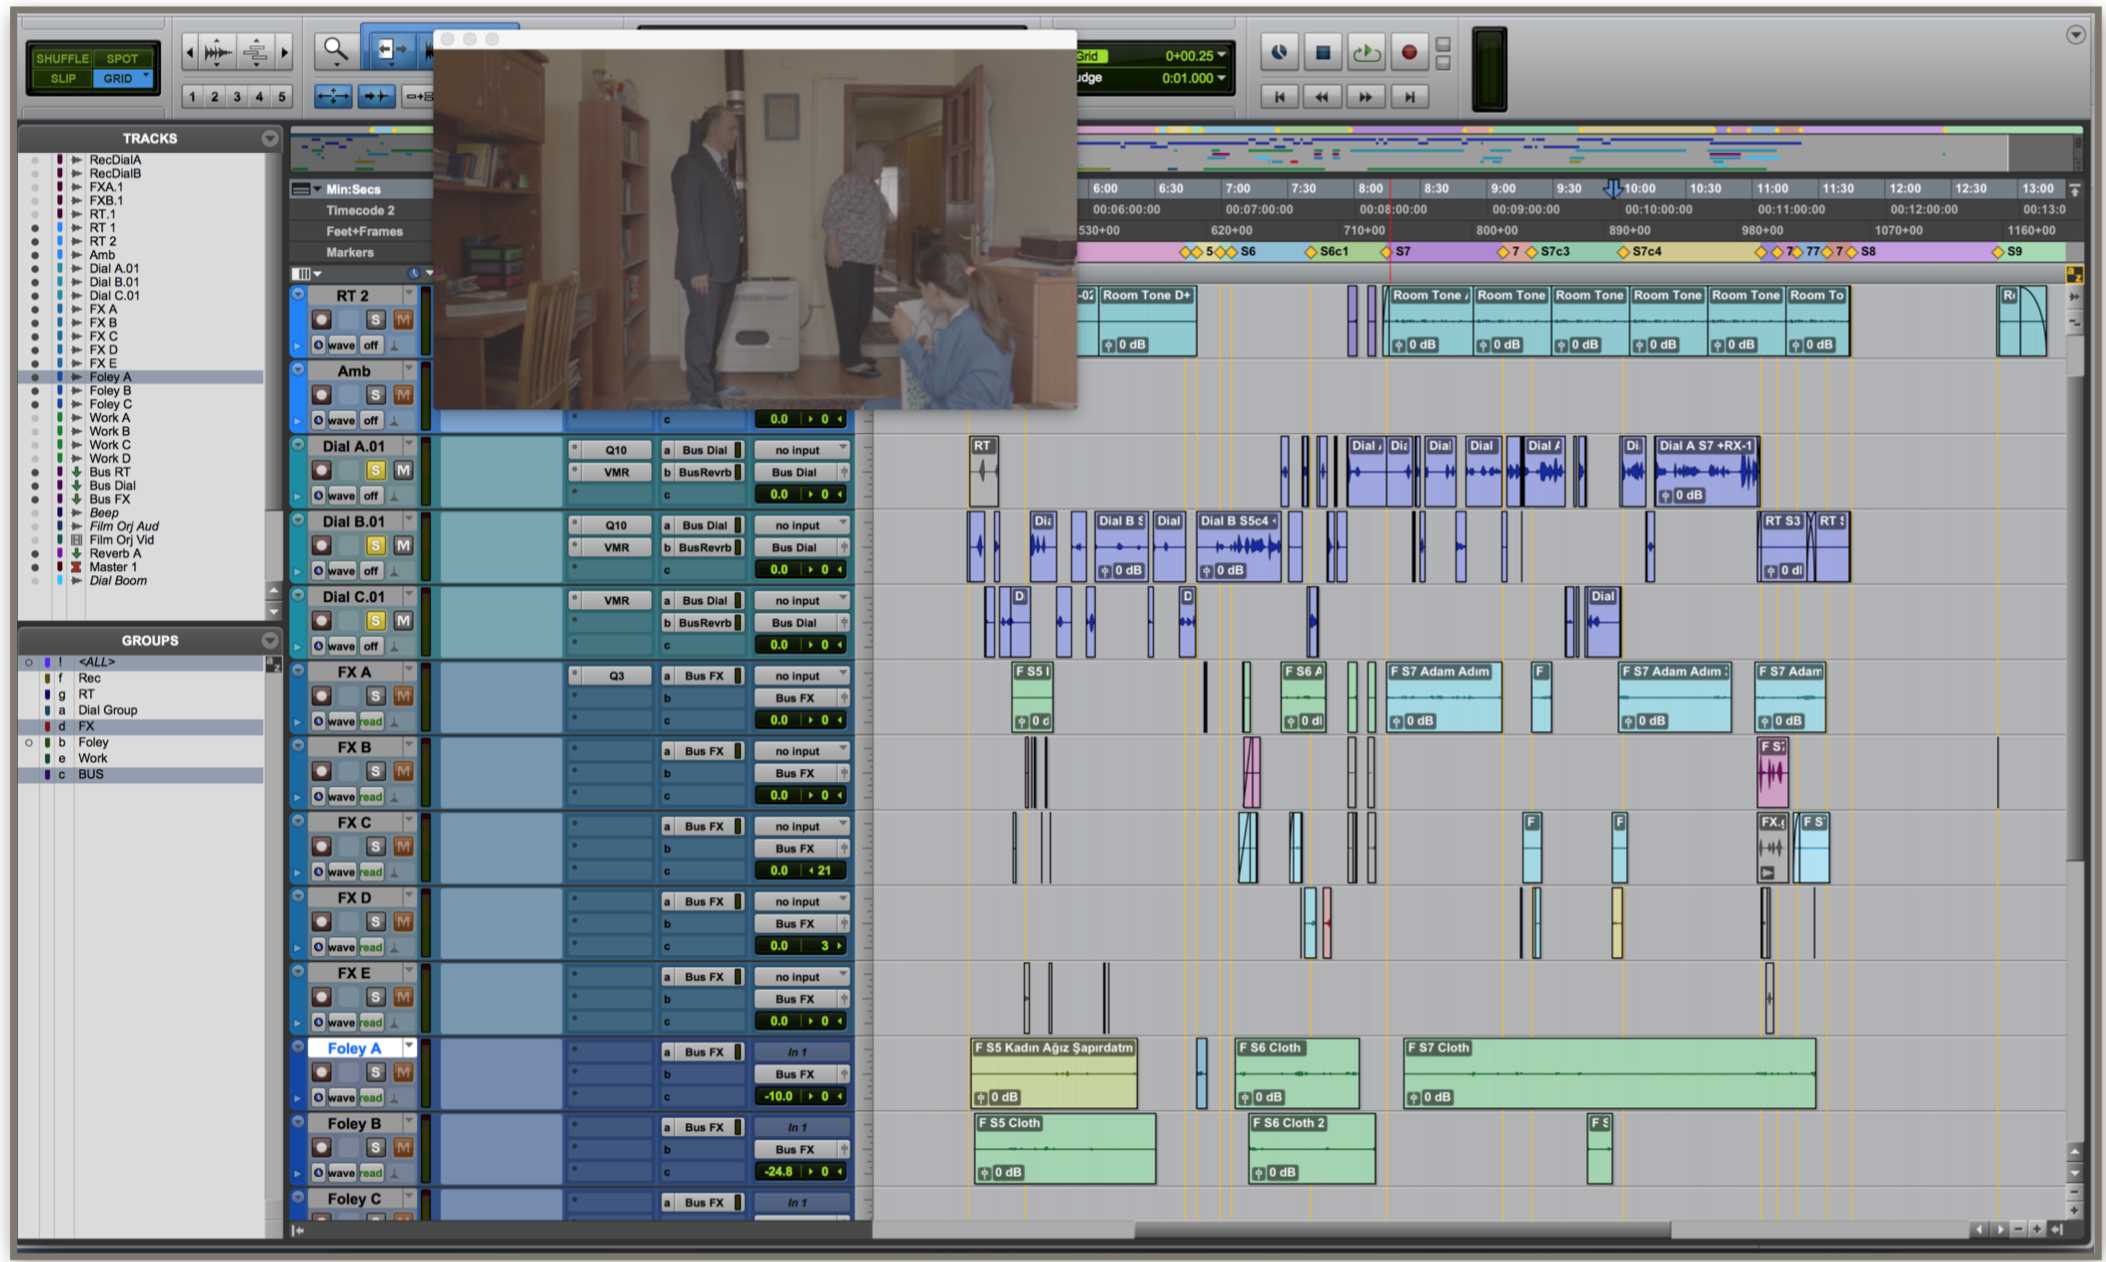 SHUFFLE SPOT
SLIP GRID
1 2 3 4 5
Grid 0+00.25
udge 0:01.000
TRACKS
RecDialA
RecDialB
FXA.1
FXB.1
RT.1
RT 1
RT 2
Amb
Dial A.01
Dial B.01
Dial C.01
FX A
FX B
FX C
FX D
FX E
Foley A
Foley B
Foley C
Work A
Work B
Work C
Work D
Bus RT
Bus Dial
Bus FX
Beep
Film Orj Aud
Film Orj Vid
Reverb A
Master 1
Dial Boom
GROUPS
! <ALL>
f Rec
g RT
a Dial Group
d FX
b Foley
e Work
c BUS
Min:Secs 6:00 6:30 7:00 7:30 8:00 8:30 9:00 9:30 10:00 10:30 11:00 11:30 12:00 12:30 13:00
Timecode 2 00:06:00:00 00:07:00:00 00:08:00:00 00:09:00:00 00:10:00:00 00:11:00:00 00:12:00:00 00:13:0
Feet+Frames 530+00 620+00 710+00 800+00 890+00 980+00 1070+00 1160+00
Markers 5 S6 S6c1 S7 7 S7c3 S7c4 7 77 7 S8 S9
RT 2 -02 Room Tone D+ Room Tone Room Tone Room Tone Room Tone Room Tone Room To
S M
wave off 0 dB 0 dB 0 dB 0 dB 0 dB 0 dB 0 dB
Amb
S M
wave off c 0.0 0
Dial A.01 Q10 a Bus Dial no input RT Dial Dia Dial Dial Dial A Di Dial A S7 +RX-1
S M VMR b BusRevrb Bus Dial
wave off c 0.0 0 0 dB
Dial B.01 Q10 a Bus Dial no input Dia Dial B S Dial Dial B S5c4 RT S3 RT S
S M VMR b BusRevrb Bus Dial
wave off c 0.0 0 0 dB 0 dB 0 dl
Dial C.01 VMR a Bus Dial no input D D Dial
S M b BusRevrb Bus Dial
wave off c 0.0 0
FX A Q3 a Bus FX no input F S5 F S6 A F S7 Adam Adım F F S7 Adam Adım F S7 Adam
S M b Bus FX
wave read c 0.0 0 0 d 0 dl 0 dB 0 dB 0 dB
FX B a Bus FX no input F S7
S M b Bus FX
wave read c 0.0 0
FX C a Bus FX no input F F FX. F S
S M b Bus FX
wave read c 0.0 21
FX D a Bus FX no input
S M b Bus FX
wave read c 0.0 3
FX E a Bus FX no input
S M b Bus FX
wave read c 0.0 0
Foley A a Bus FX In 1 F S5 Kadın Ağız Şapırdatm F S6 Cloth F S7 Cloth
S M b Bus FX
wave read c -10.0 0 0 dB 0 dB 0 dB
Foley B a Bus FX In 1 F S5 Cloth F S6 Cloth 2 F S
S M b Bus FX
wave read c -24.8 0 0 dB 0 dB
Foley C a Bus FX In 1